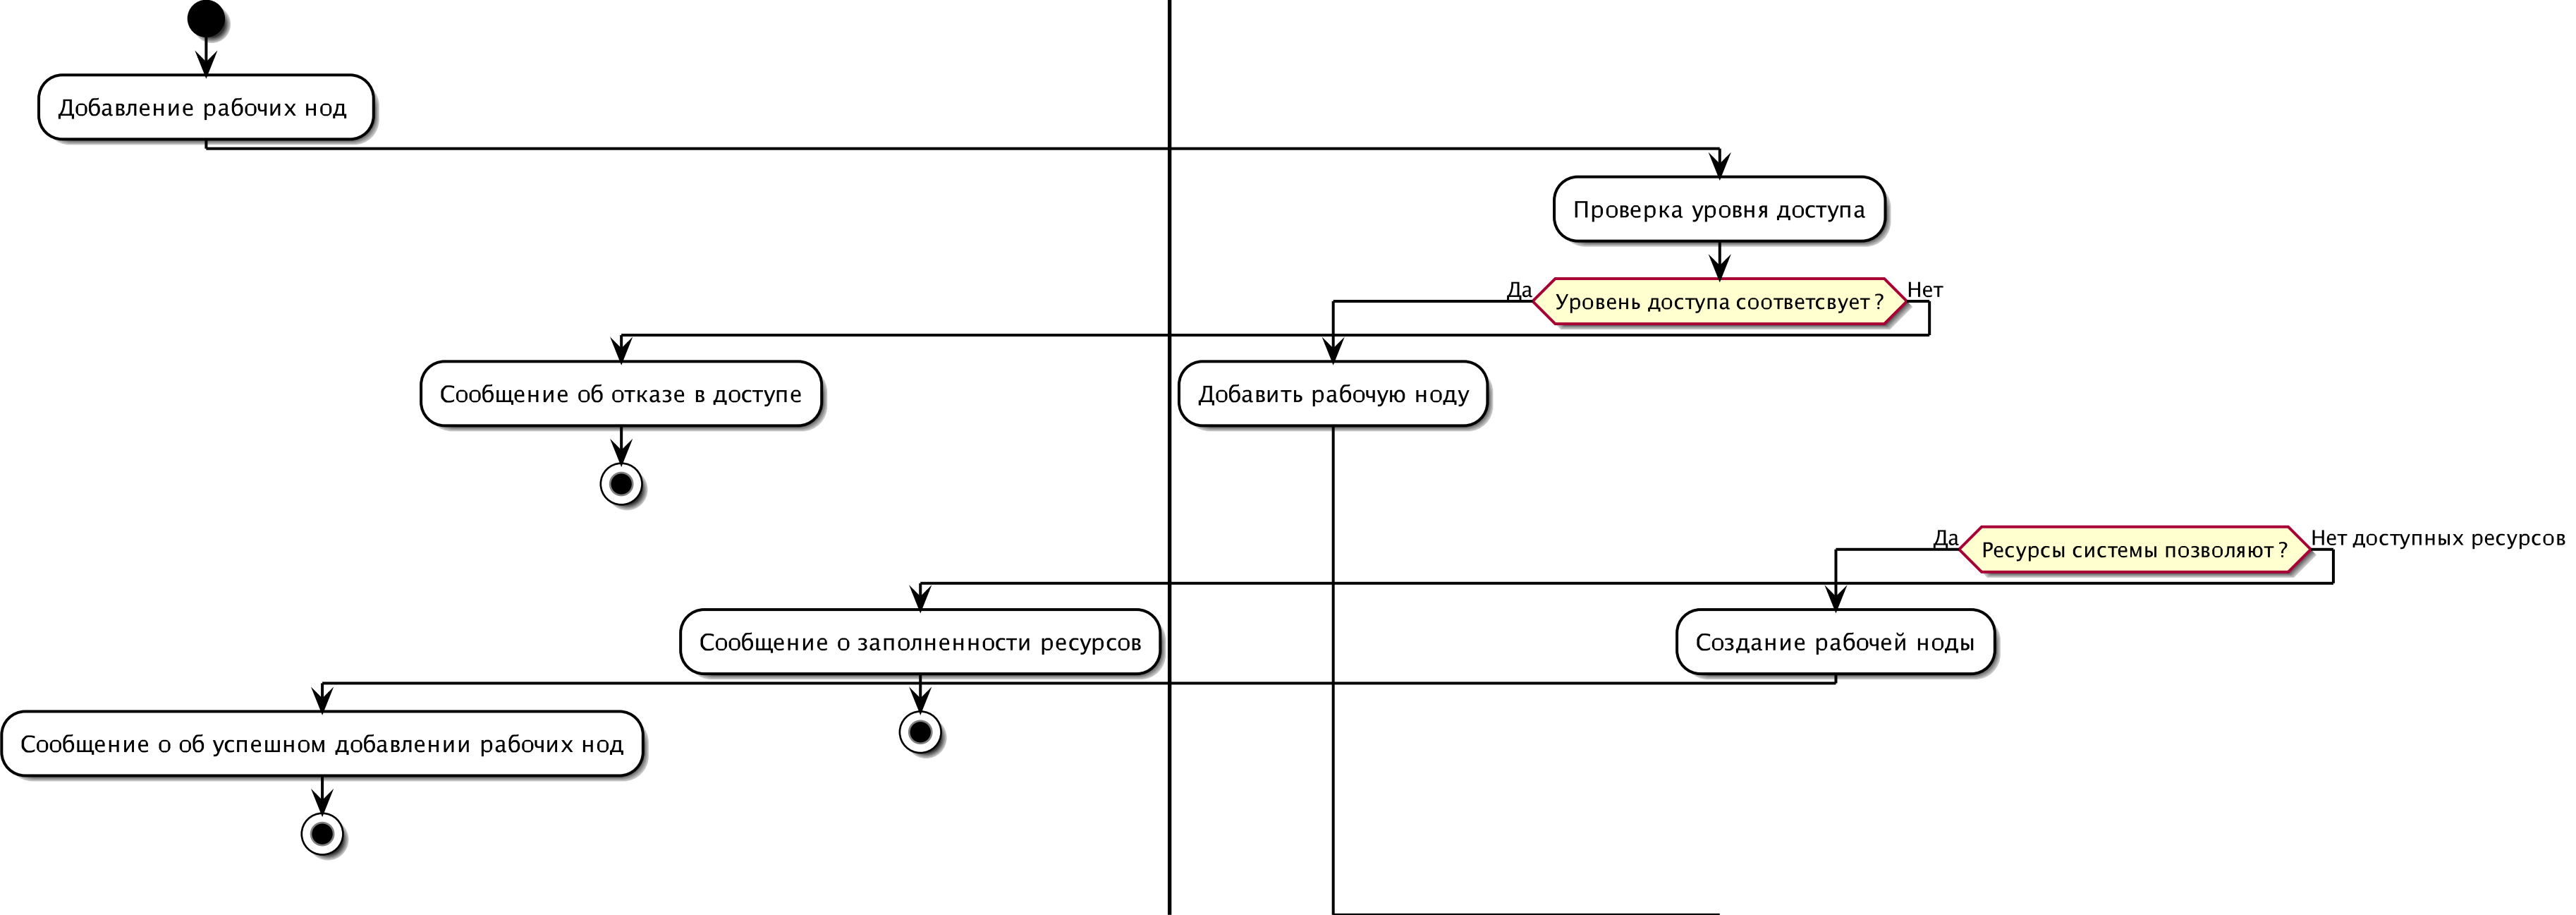 Добавление рабочих нод
Проверка уровня доступа
Да
Уровень доступа соответсвует ?
Нет
Сообщение об отказе в доступе
Добавить рабочую ноду
Да
Ресурсы системы позволяют ?
Нет доступных ресурсов
Сообщение о заполненности ресурсов
Создание рабочей ноды
Сообщение о об успешном добавлении рабочих нод